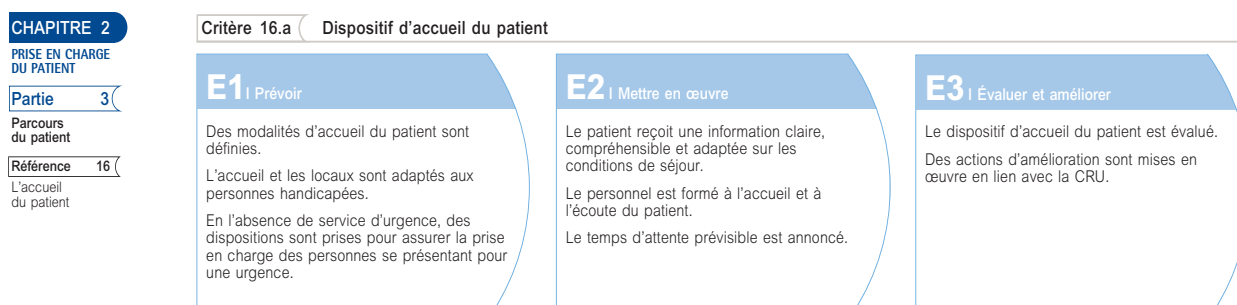 CHAPITRE 2
PRISE EN CHARGE
DU PATIENT
Partie 3
Parcours
du patient
Référence 16
L'accueil
du patient
Critère 16.a Dispositif d'accueil du patient
E1 I Prévoir
Des modalités d'accueil du patient sont
définies.
L'accueil et les locaux sont adaptés aux
personnes handicapées.
En l'absence de service d'urgence, des
dispositions sont prises pour assurer la prise
en charge des personnes se présentant pour
une urgence.
E2 I Mettre en œuvre
Le patient reçoit une information claire,
compréhensible et adaptée sur les
conditions de séjour.
Le personnel est formé à l'accueil et à
l'écoute du patient.
Le temps d'attente prévisible est annoncé.
E3 I Évaluer et améliorer
Le dispositif d'accueil du patient est évalué.
Des actions d'amélioration sont mises en
œuvre en lien avec la CRU.